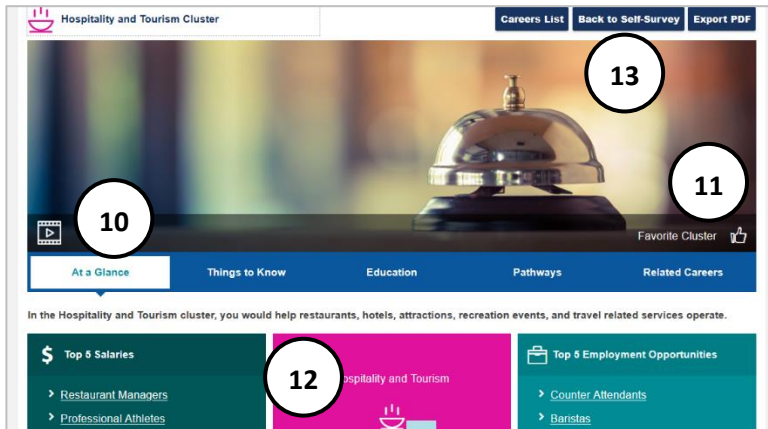 Hospitality and Tourism Cluster
Careers List Back to Self-Survey Export PDF
13
11
10
Favorite Cluster
At a Glance Things to Know Education Pathways Related Careers
In the Hospitality and Tourism cluster, you would help restaurants, hotels, attractions, recreation events, and travel related services operate.
$ Top 5 Salaries
12
and Tourism
Top 5 Employment Opportunities
Restaurant Managers
Professional Athletes
Counter Attendants
Baristas